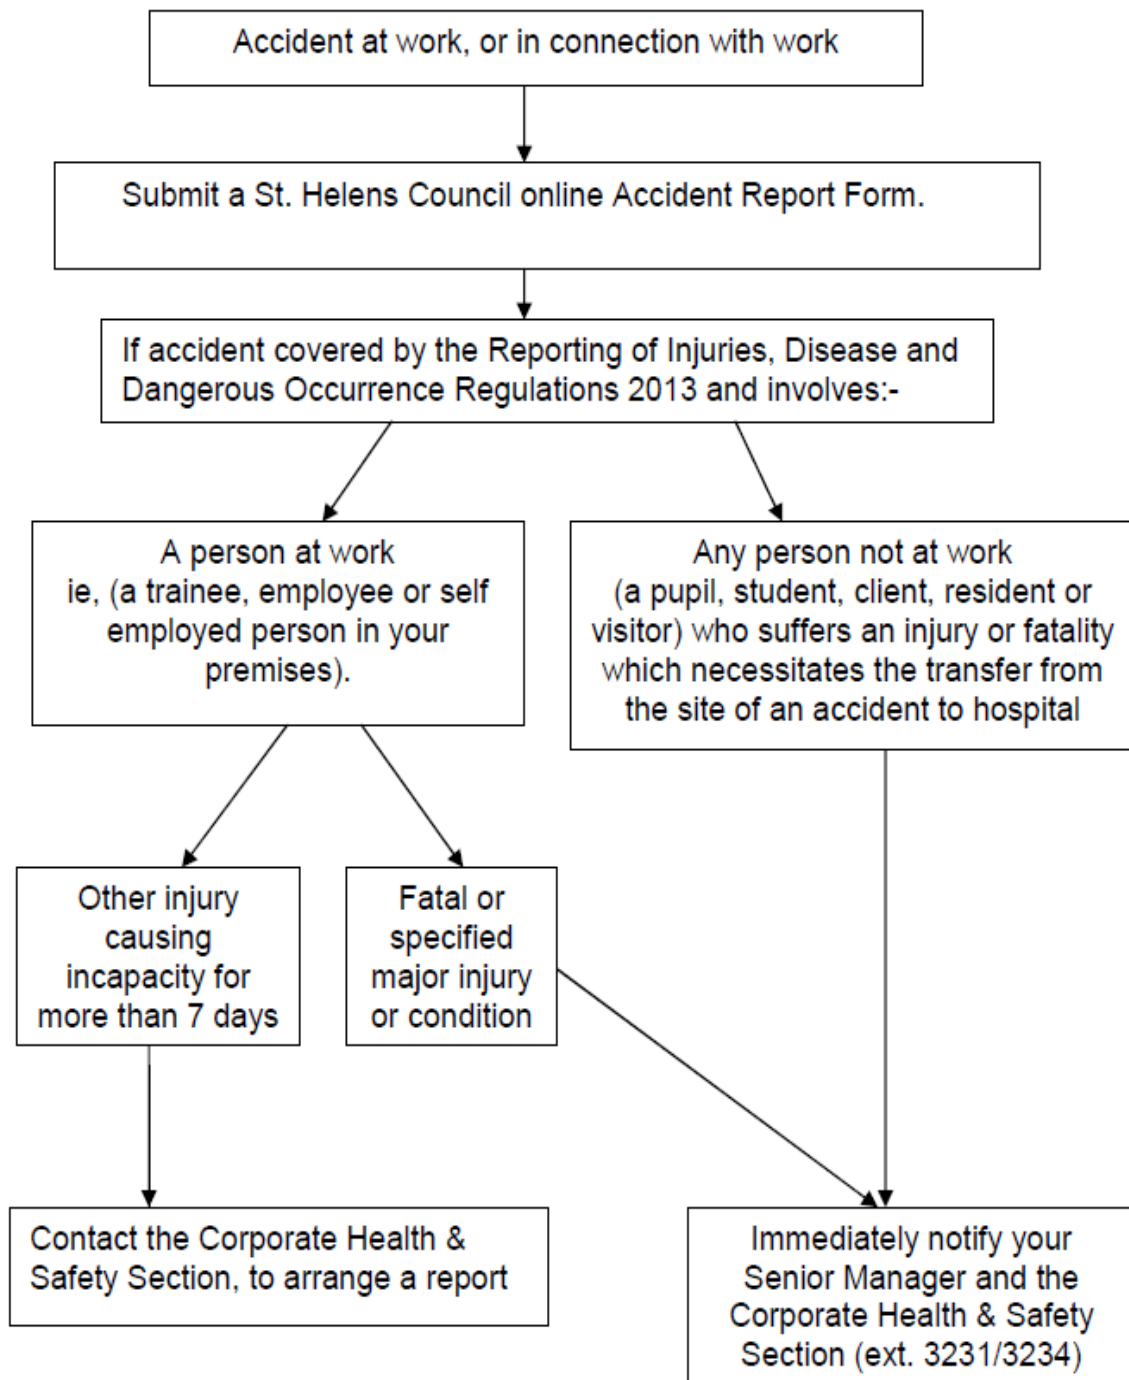 Accident at work, or in connection with work
Submit a St. Helens Council online Accident Report Form.
If accident covered by the Reporting of Injuries, Disease and
Dangerous Occurrence Regulations 2013 and involves:-
A person at work
ie, (a trainee, employee or self
employed person in your
premises).
Any person not at work
(a pupil, student, client, resident or
visitor) who suffers an injury or fatality
which necessitates the transfer from
the site of an accident to hospital
Other injury
causing
incapacity for
more than 7 days
Fatal or
specified
major injury
or condition
Contact the Corporate Health &
Safety Section, to arrange a report
Immediately notify your
Senior Manager and the
Corporate Health & Safety
Section (ext. 3231/3234)